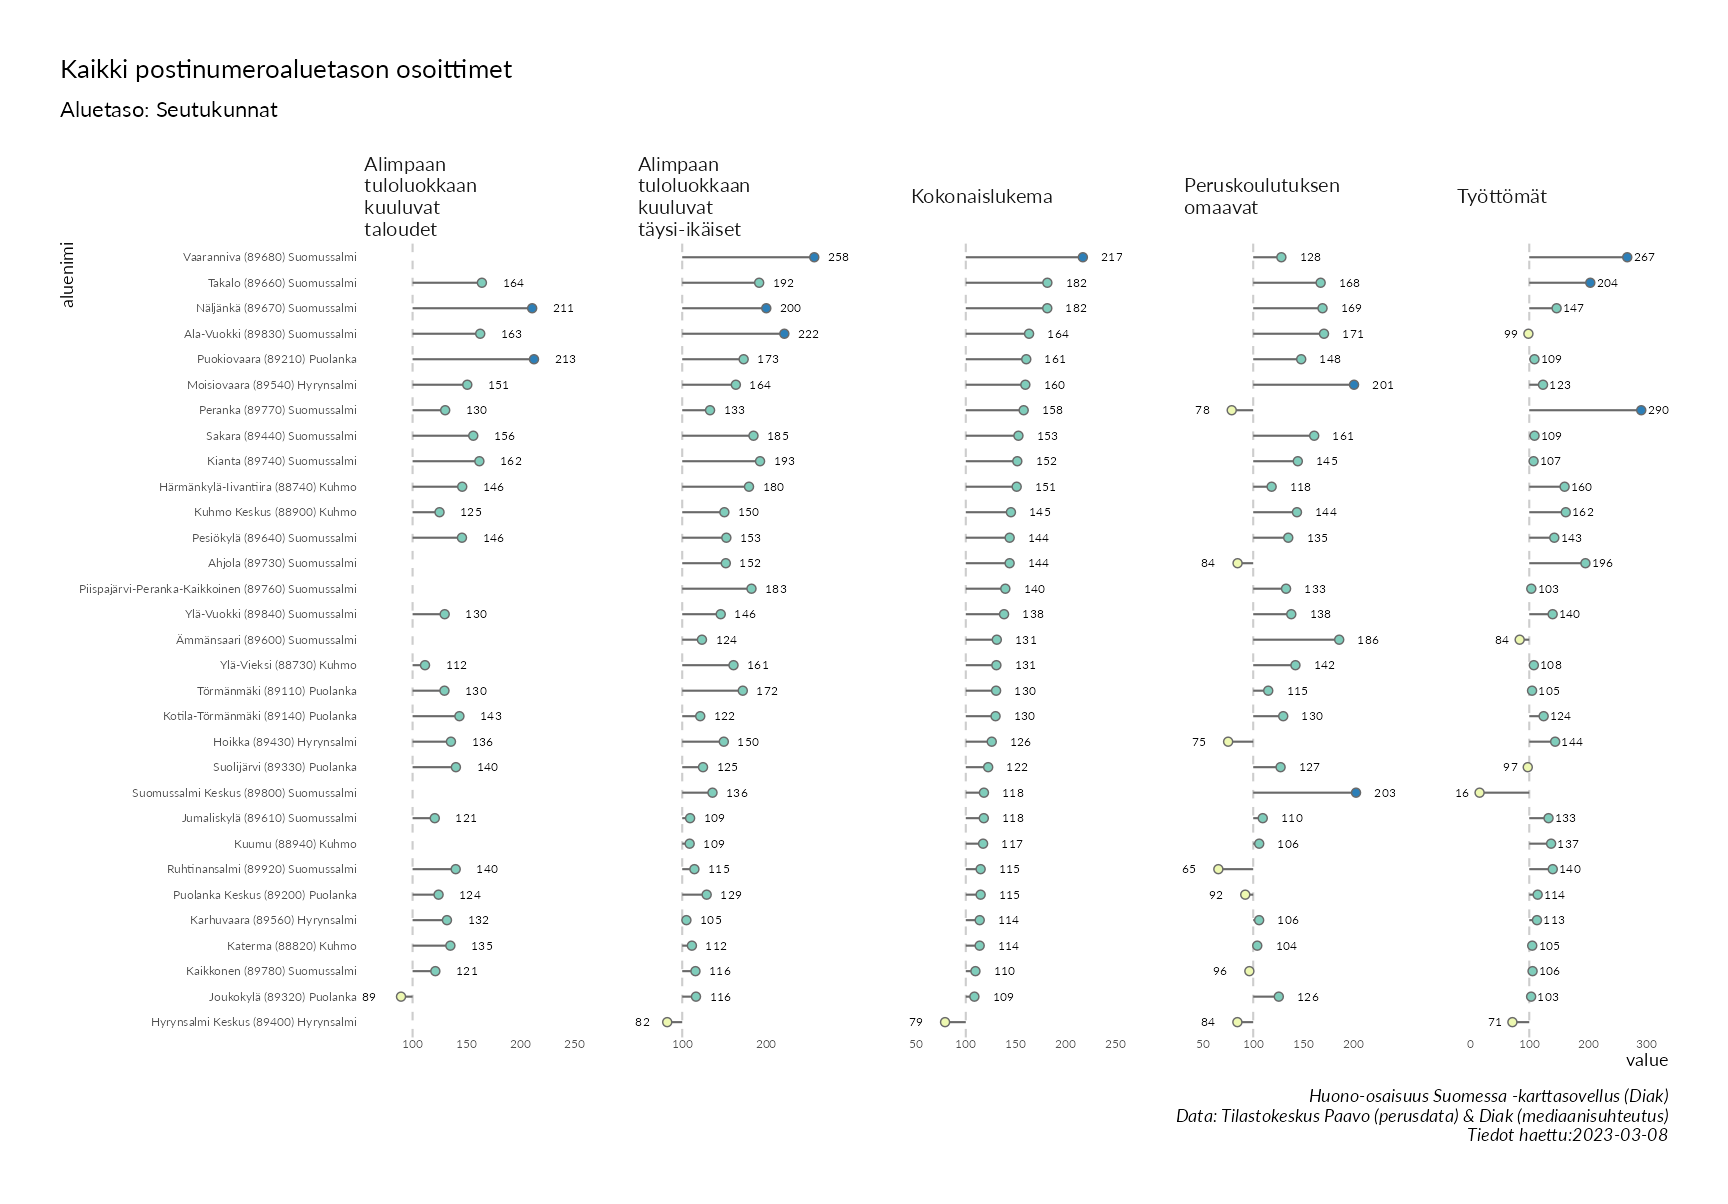 Kaikki postinumeroaluetason osoittimet
Aluetaso: Seutukunnat
Alimpaan
tuloluokkaan
kuuluvat
taloudet
Alimpaan
tuloluokkaan
kuuluvat
täysi-ikäiset
Kokonaislukema
Peruskoulutuksen
omaavat
Työttömät
aluenimi
Vaaranniva (89680) Suomussalmi 258 217 128 267
Takalo (89660) Suomussalmi 164 192 182 168 204
Näljänkä (89670) Suomussalmi 211 200 182 169 147
Ala-Vuokki (89830) Suomussalmi 163 222 164 171 99
Puokiovaara (89210) Puolanka 213 173 161 148 109
Moisiovaara (89540) Hyrynsalmi 151 164 160 201 123
Peranka (89770) Suomussalmi 130 133 158 78 290
Sakara (89440) Suomussalmi 156 185 153 161 109
Kianta (89740) Suomussalmi 162 193 152 145 107
Härmänkylä-Iivantiira (88740) Kuhmo 146 180 151 118 160
Kuhmo Keskus (88900) Kuhmo 125 150 145 144 162
Pesiökylä (89640) Suomussalmi 146 153 144 135 143
Ahjola (89730) Suomussalmi 152 144 84 196
Piispajärvi-Peranka-Kaikkoinen (89760) Suomussalmi 183 140 133 103
Ylä-Vuokki (89840) Suomussalmi 130 146 138 138 140
Ämmänsaari (89600) Suomussalmi 124 131 186 84
Ylä-Vieksi (88730) Kuhmo 112 161 131 142 108
Törmänmäki (89110) Puolanka 130 172 130 115 105
Kotila-Törmänmäki (89140) Puolanka 143 122 130 130 124
Hoikka (89430) Hyrynsalmi 136 150 126 75 144
Suolijärvi (89330) Puolanka 140 125 122 127 97
Suomussalmi Keskus (89800) Suomussalmi 136 118 203 16
Jumaliskylä (89610) Suomussalmi 121 109 118 110 133
Kuumu (88940) Kuhmo 109 117 106 137
Ruhtinansalmi (89920) Suomussalmi 140 115 115 65 140
Puolanka Keskus (89200) Puolanka 124 129 115 92 114
Karhuvaara (89560) Hyrynsalmi 132 105 114 106 113
Katerma (88820) Kuhmo 135 112 114 104 105
Kaikkonen (89780) Suomussalmi 121 116 110 96 106
Joukokylä (89320) Puolanka 89 116 109 126 103
Hyrynsalmi Keskus (89400) Hyrynsalmi 82 79 84 71
100 150 200 250 100 200 50 100 150 200 250 50 100 150 200 0 100 200 300
value
Huono-osaisuus Suomessa -karttasovellus (Diak)
Data: Tilastokeskus Paavo (perusdata) & Diak (mediaanisuhteutus)
Tiedot haettu:2023-03-08